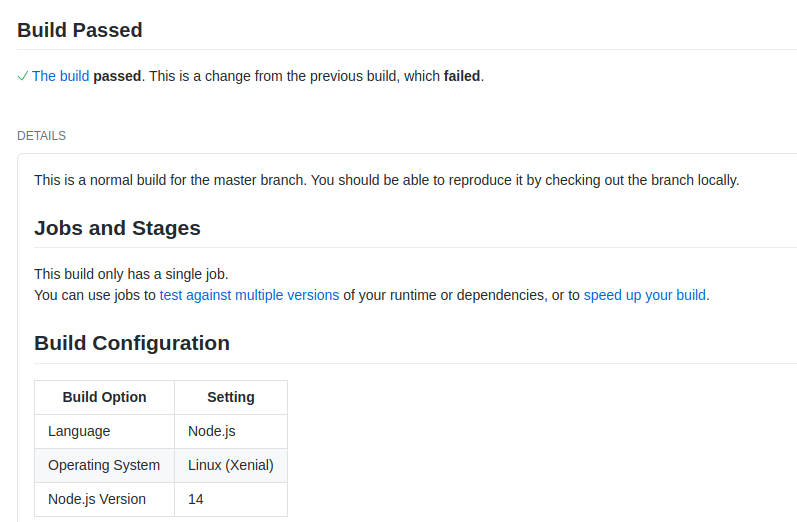 Build Passed
The build passed. This is a change from the previous build, which failed.
DETAILS
This is a normal build for the master branch. You should be able to reproduce it by checking out the branch locally.
Jobs and Stages
This build only has a single job.
You can use jobs to test against multiple versions of your runtime or dependencies, or to speed up your build.
Build Configuration
Build Option Setting
Language Node.js
Operating System Linux (Xenial)
Node.js Version 14